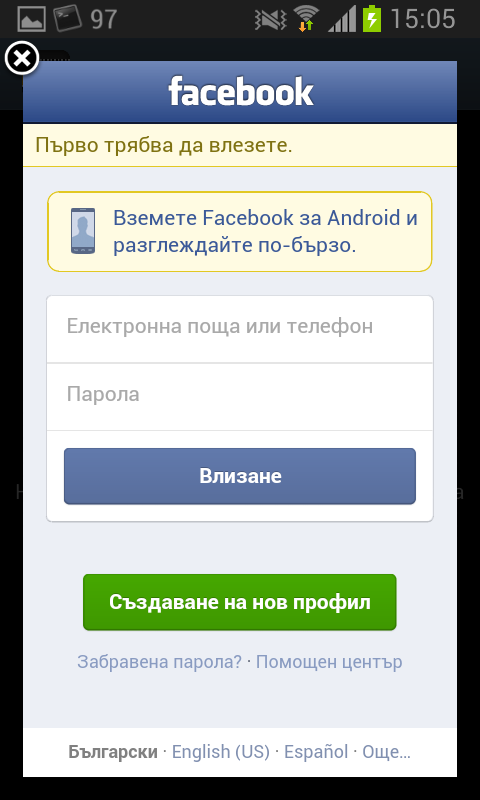 97 15:05
facebook
Първо трябва да влезете.
Вземете Facebook за Android и
разглеждайте по-бързо.
Електронна поща или телефон
Парола
Влизане
Създаване на нов профил
Забравена парола? · Помощен център
Български · English (US) · Español · Още...